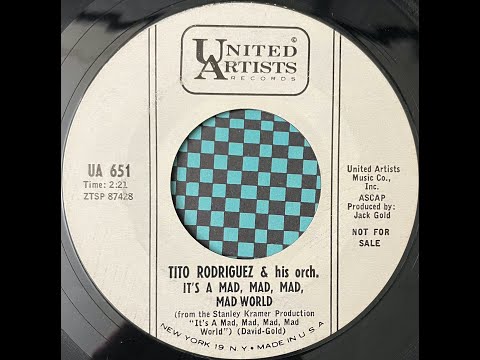 ©
UNITED
ARTISTS
RECORDS
UA 651
Time: 2:21
ZTSP 87428
United Artists
Music Co.,
Inc.
ASCAP
Produced by:
Jack Gold
NOT FOR
SALE
TITO RODRIGUEZ & his orch.
IT'S A MAD, MAD, MAD,
MAD WORLD
(from the Stanley Kramer Production
"It's A Mad, Mad, Mad, Mad
World") (David-Gold)
NEW YORK 19, N.Y. • MADE IN U.S.A.